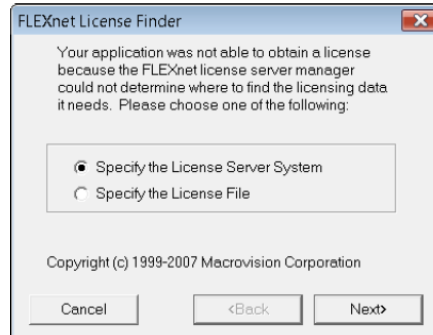 FLEXnet License Finder
Your application was not able to obtain a license
because the FLEXnet license server manager
could not determine where to find the licensing data
it needs. Please choose one of the following:
Specify the License Server System
Specify the License File
Copyright (c) 1999-2007 Macrovision Corporation
Cancel
<Back
Next>